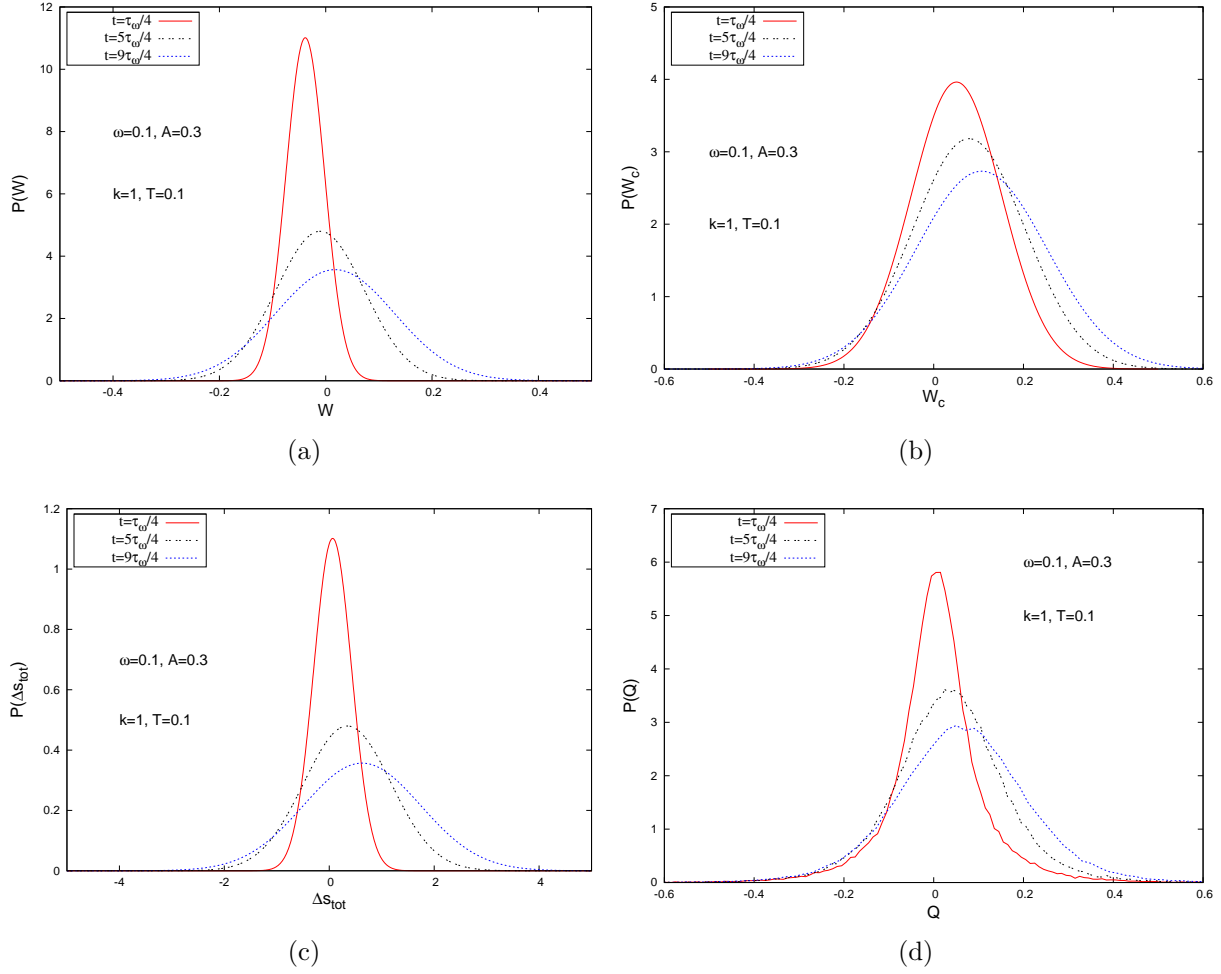 12
10
8
6
4
2
0
-0.4
-0.2
0
0.2
0.4
P(W)
W
t=τω/4
t=5τω/4
t=9τω/4
ω=0.1, A=0.3
k=1, T=0.1
(a)
5
4
3
2
1
0
-0.6
-0.4
-0.2
0
0.2
0.4
0.6
P(Wc)
Wc
t=τω/4
t=5τω/4
t=9τω/4
ω=0.1, A=0.3
k=1, T=0.1
(b)
1.2
1
0.8
0.6
0.4
0.2
0
-4
-2
0
2
4
P(Δstot)
Δstot
t=τω/4
t=5τω/4
t=9τω/4
ω=0.1, A=0.3
k=1, T=0.1
(c)
7
6
5
4
3
2
1
0
-0.6
-0.4
-0.2
0
0.2
0.4
0.6
P(Q)
Q
t=τω/4
t=5τω/4
t=9τω/4
ω=0.1, A=0.3
k=1, T=0.1
(d)